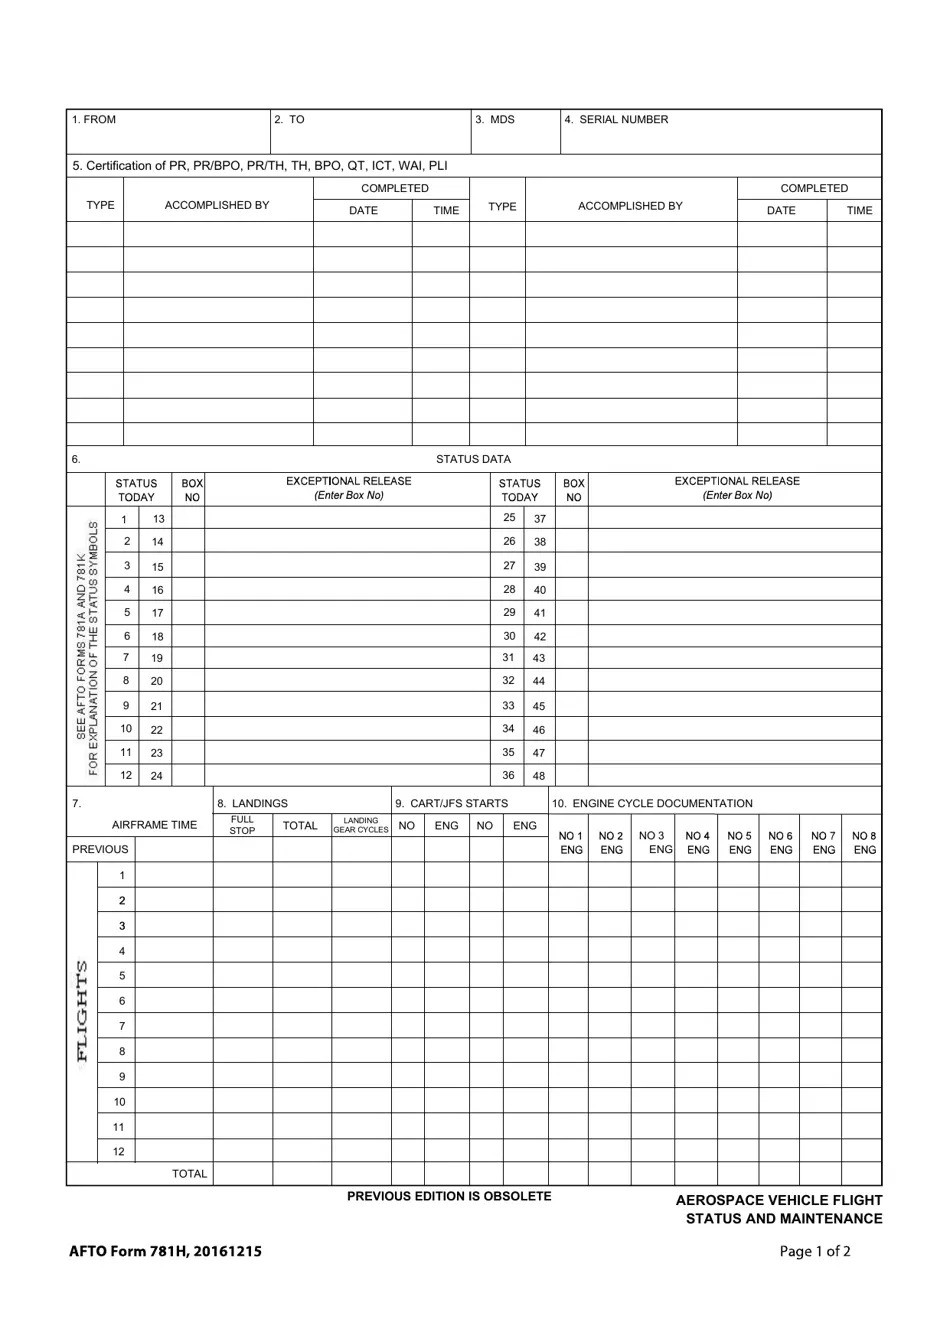 1. FROM 2. TO 3. MDS 4. SERIAL NUMBER
5. Certification of PR, PR/BPO, PR/TH, TH, BPO, QT, ICT, WAI, PLI
TYPE ACCOMPLISHED BY COMPLETED TYPE ACCOMPLISHED BY COMPLETED
DATE TIME DATE TIME
6. STATUS DATA
STATUS TODAY BOX NO EXCEPTIONAL RELEASE STATUS TODAY BOX NO EXCEPTIONAL RELEASE
(Enter Box No) (Enter Box No)
SEE AFTO FORMS 781A AND 781K
FOR EXPLANATION OF THE STATUS SYMBOLS
1 13 25 37
2 14 26 38
3 15 27 39
4 16 28 40
5 17 29 41
6 18 30 42
7 19 31 43
8 20 32 44
9 21 33 45
10 22 34 46
11 23 35 47
12 24 36 48
7. 8. LANDINGS 9. CART/JFS STARTS 10. ENGINE CYCLE DOCUMENTATION
AIRFRAME TIME FULL STOP TOTAL LANDING GEAR CYCLES NO ENG NO ENG
NO 1 ENG NO 2 ENG NO 3 ENG NO 4 ENG NO 5 ENG NO 6 ENG NO 7 ENG NO 8 ENG
PREVIOUS
FLIGHTS
1
2
3
4
5
6
7
8
9
10
11
12
TOTAL
PREVIOUS EDITION IS OBSOLETE
AEROSPACE VEHICLE FLIGHT
STATUS AND MAINTENANCE
AFTO Form 781H, 20161215 Page 1 of 2